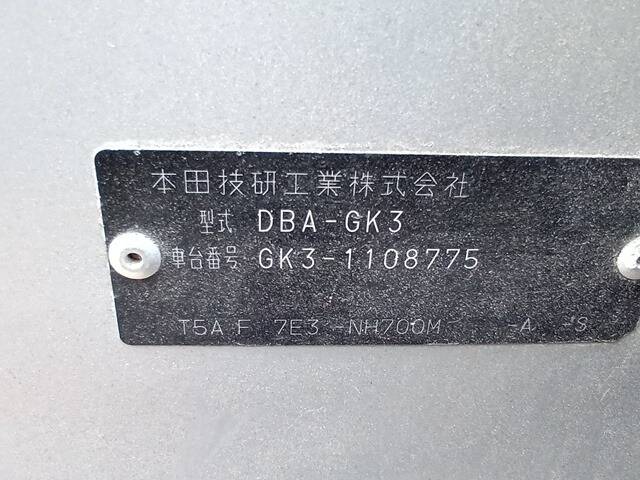 本田技研工業株式会社
型式 DBA-GK3
車台番号 GK3-1108775
T5A F 7E3 -NH700M -A -S